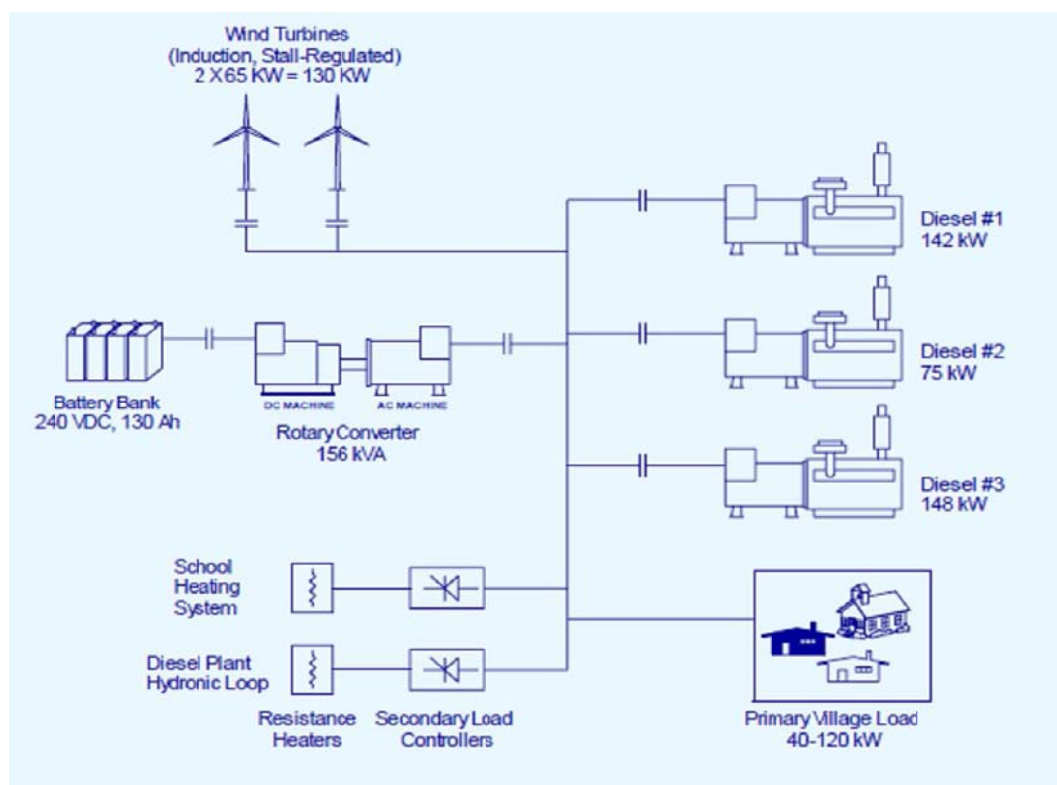 Wind Turbines
(Induction, Stall-Regulated)
2 X 65 KW = 130 KW
Diesel #1
142 kW
Diesel #2
75 kW
Battery Bank
240 VDC, 130 Ah
DC MACHINE
AC MACHINE
Rotary Converter
156 kVA
Diesel #3
148 kW
School
Heating
System
Diesel Plant
Hydronic Loop
Resistance
Heaters
Secondary Load
Controllers
Primary Village Load
40-120 kW